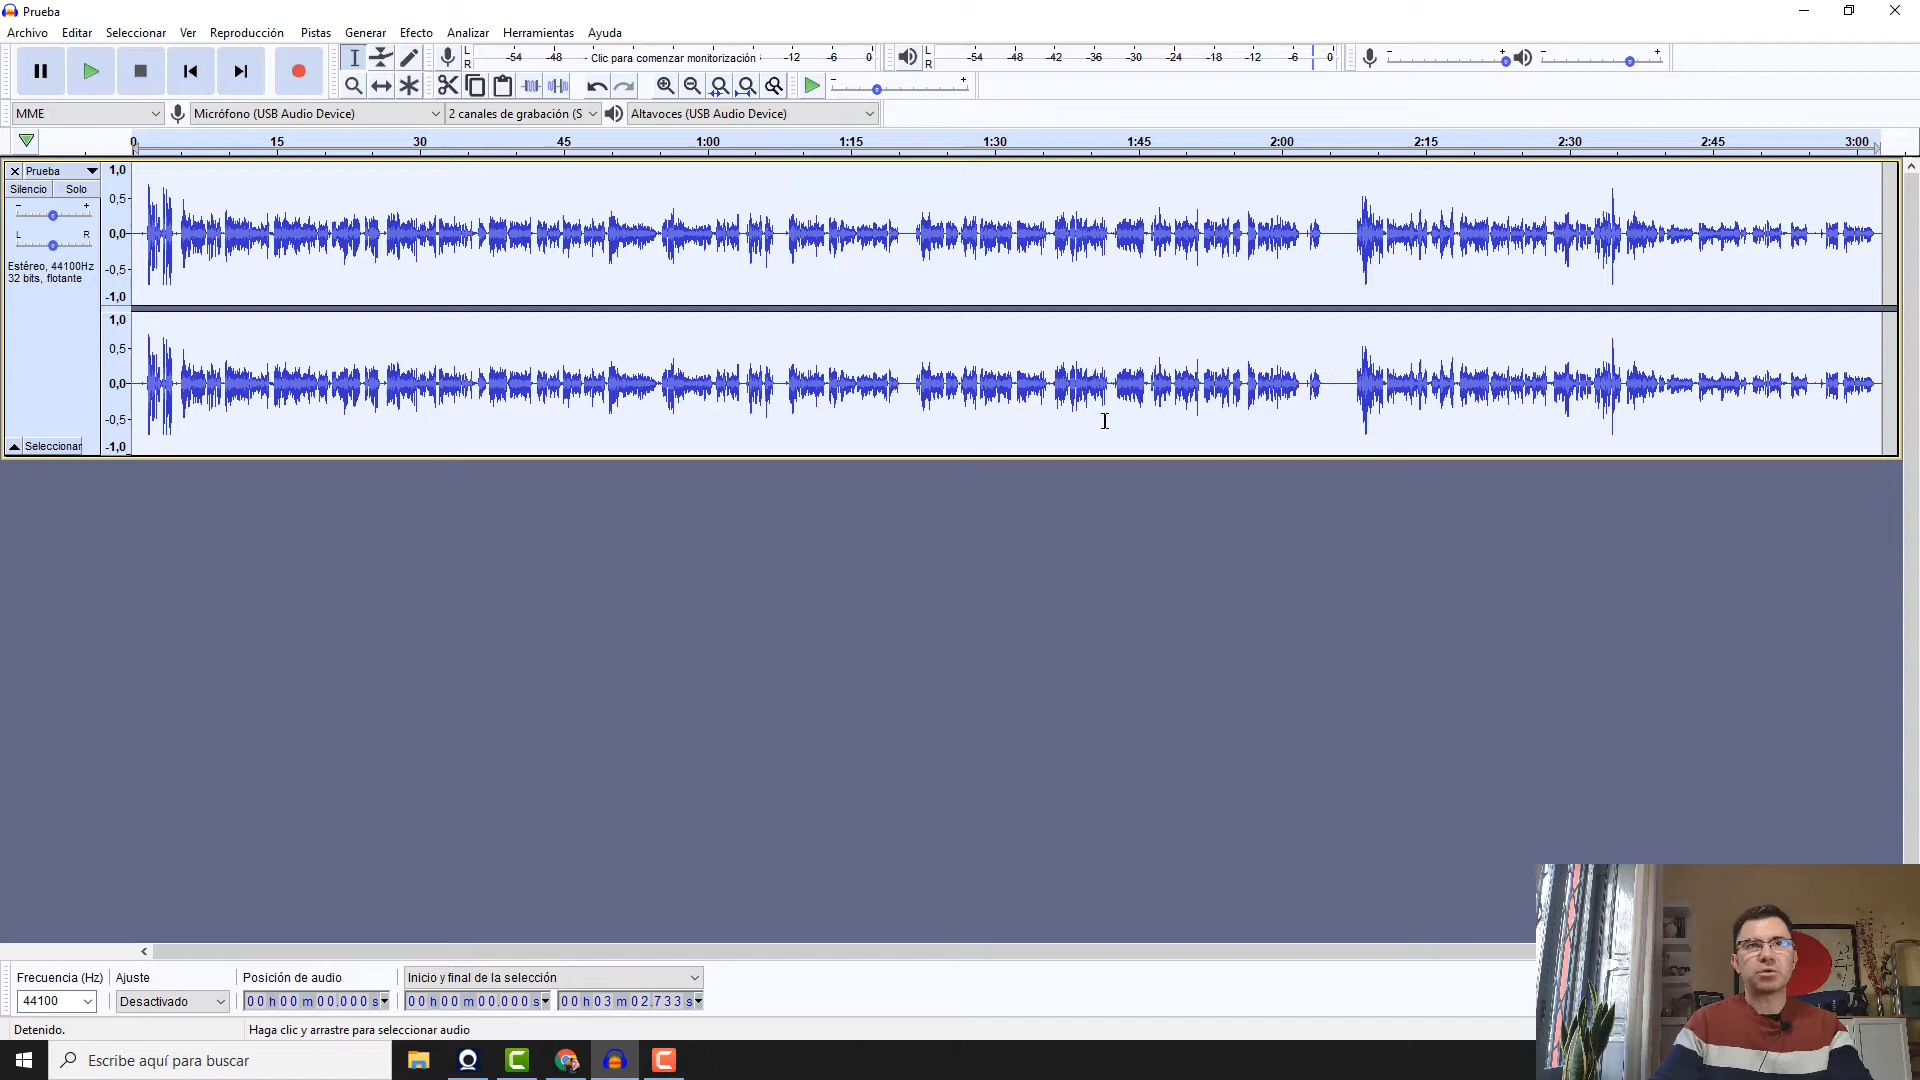 Prueba
Archivo Editar Seleccionar Ver Reproducción Pistas Generar Efecto Analizar Herramientas Ayuda
L
R
-54 -48 - Clic para comenzar monitorización -12 -6 0
L
R
-54 -48 -42 -36 -30 -24 -18 -12 -6 0
- +
- +
- +
MME
Micrófono (USB Audio Device)
2 canales de grabación (S
Altavoces (USB Audio Device)
0 15 30 45 1:00 1:15 1:30 1:45 2:00 2:15 2:30 2:45 3:00
Prueba
Silencio Solo
- +
L R
Estéreo, 44100Hz
32 bits, flotante
Seleccionar
1,0
0,5
0,0
-0,5
-1,0
1,0
0,5
0,0
-0,5
-1,0
Frecuencia (Hz) Ajuste Posición de audio Inicio y final de la selección
44100 Desactivado 00 h 00 m 00.000 s 00 h 00 m 00.000 s 00 h 03 m 02.733 s
Detenido. Haga clic y arrastre para seleccionar audio
Escribe aquí para buscar